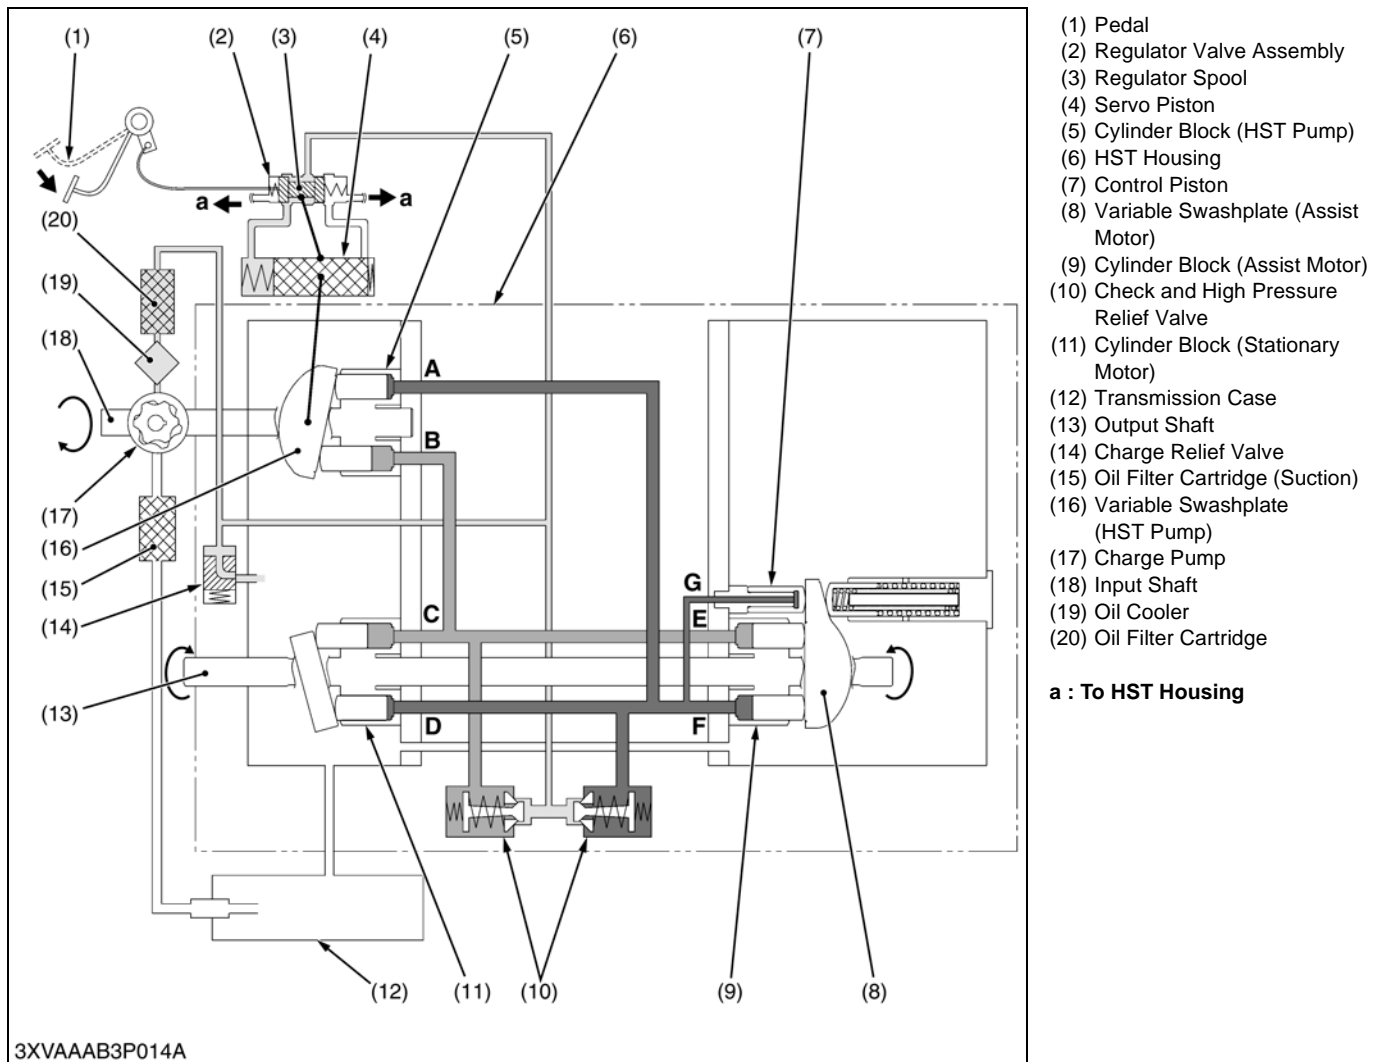 (1) (2) (3) (4) (5) (6) (7)
a a
(20)
(19)
(18)
A
B
(17)
(16)
(15)
(14)
G
C E
(13)
D F
(12) (11) (10) (9) (8)
3XVAAAB3P014A
(1) Pedal
(2) Regulator Valve Assembly
(3) Regulator Spool
(4) Servo Piston
(5) Cylinder Block (HST Pump)
(6) HST Housing
(7) Control Piston
(8) Variable Swashplate (Assist
Motor)
(9) Cylinder Block (Assist Motor)
(10) Check and High Pressure
Relief Valve
(11) Cylinder Block (Stationary
Motor)
(12) Transmission Case
(13) Output Shaft
(14) Charge Relief Valve
(15) Oil Filter Cartridge (Suction)
(16) Variable Swashplate
(HST Pump)
(17) Charge Pump
(18) Input Shaft
(19) Oil Cooler
(20) Oil Filter Cartridge
a : To HST Housing